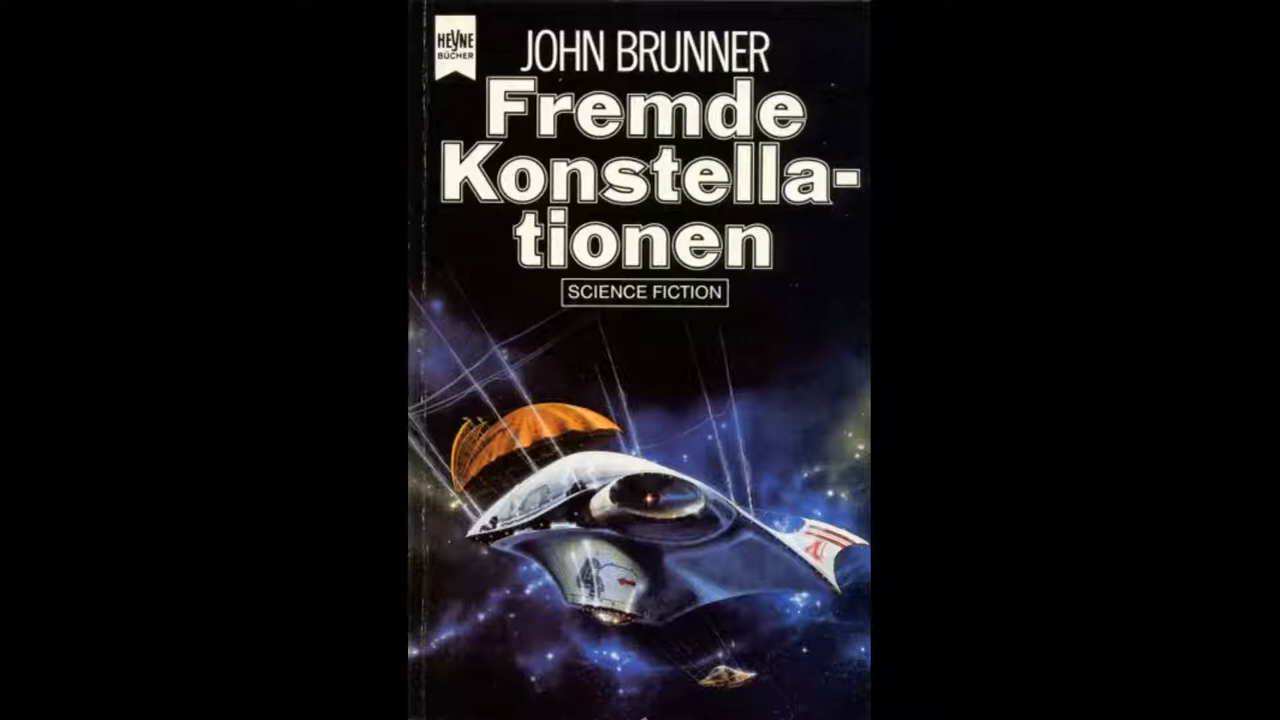 HEYNE
BÜCHER
JOHN BRUNNER
Fremde
Konstella-
tionen
SCIENCE FICTION